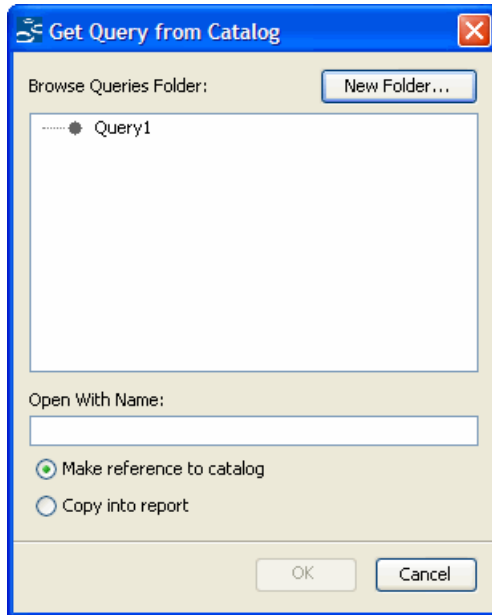 Get Query from Catalog
Browse Queries Folder:
New Folder...
Query1
Open With Name:
Make reference to catalog
Copy into report
OK
Cancel